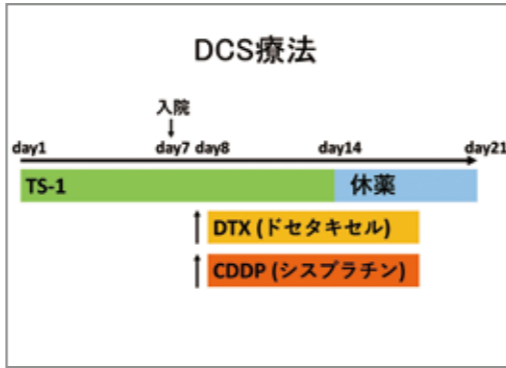 DCS療法
入院
day1 day7 day8 day14 day21
TS-1 休薬
DTX (ドセタキセル)
CDDP (シスプラチン)